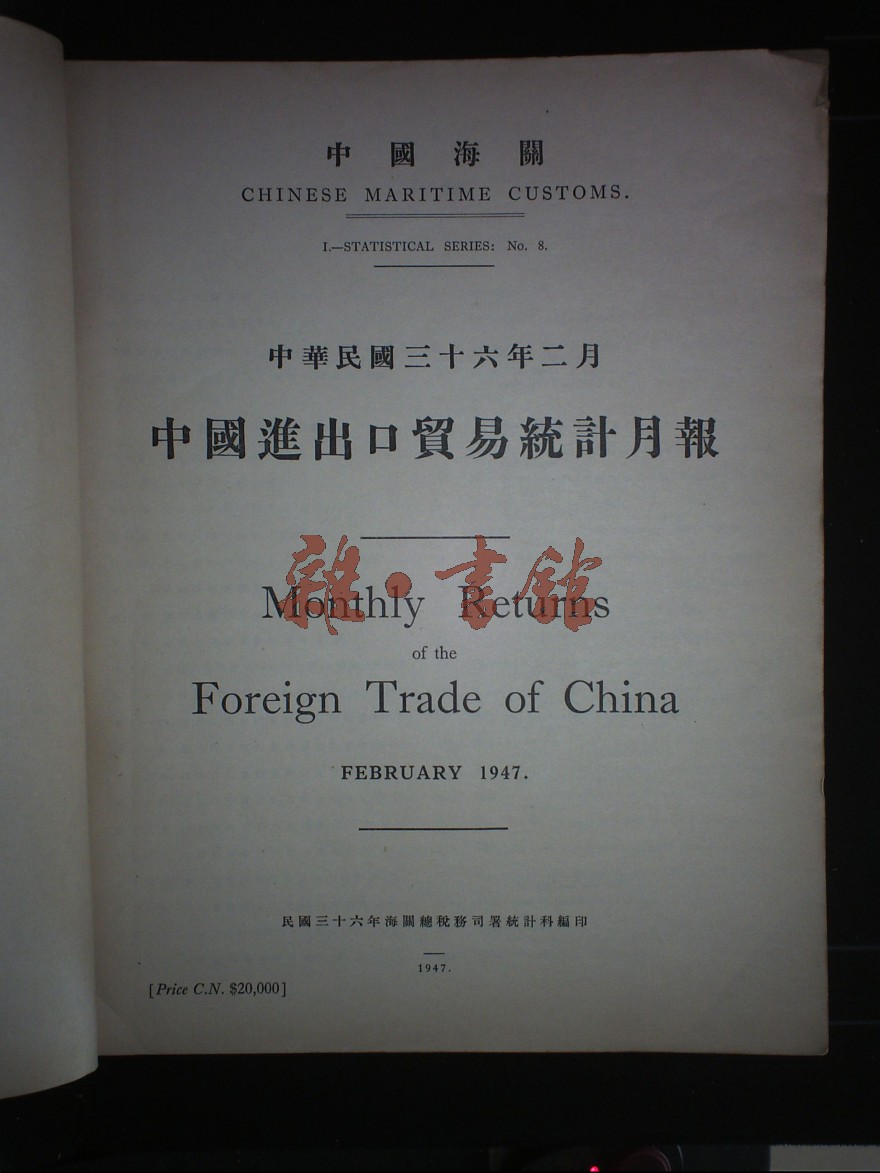 中國海關
CHINESE MARITIME CUSTOMS.
I.—STATISTICAL SERIES: No. 8.
中華民國三十六年二月
中國進出口貿易統計月報
雜·書館
Monthly Returns
of the
Foreign Trade of China
FEBRUARY 1947.
民國三十六年海關總稅務司署統計科編印
1947.
[Price C.N. $20,000]